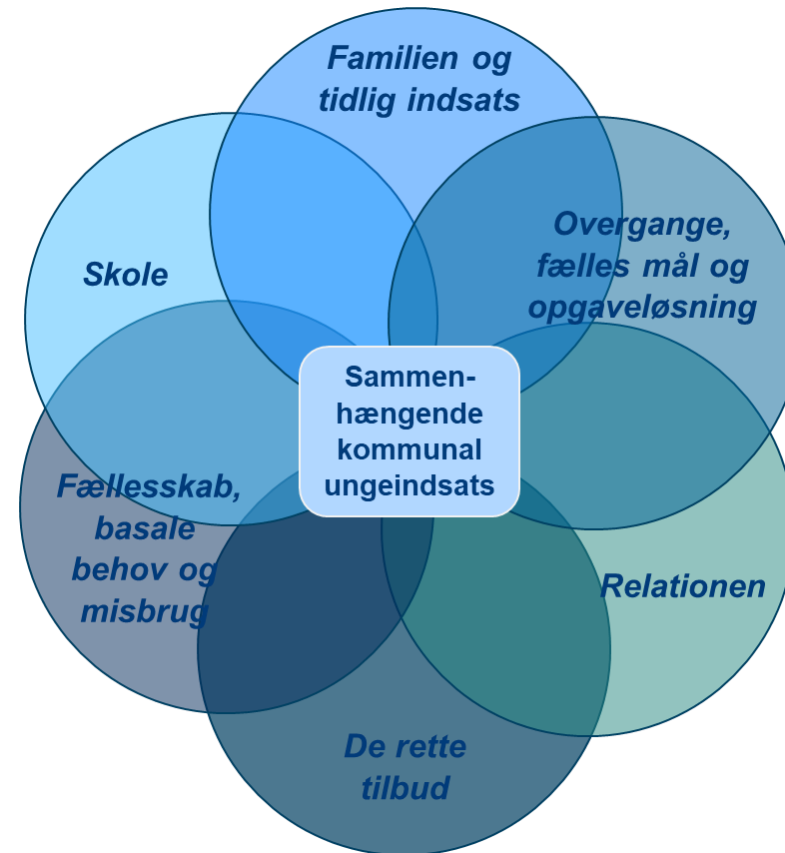 Familien og
tidlig indsats
Overgange,
fælles mål og
opgaveløsning
Skole
Sammen-
hængende
kommunal
ungeindsats
Fællesskab,
basale
behov og
misbrug
Relationen
De rette
tilbud